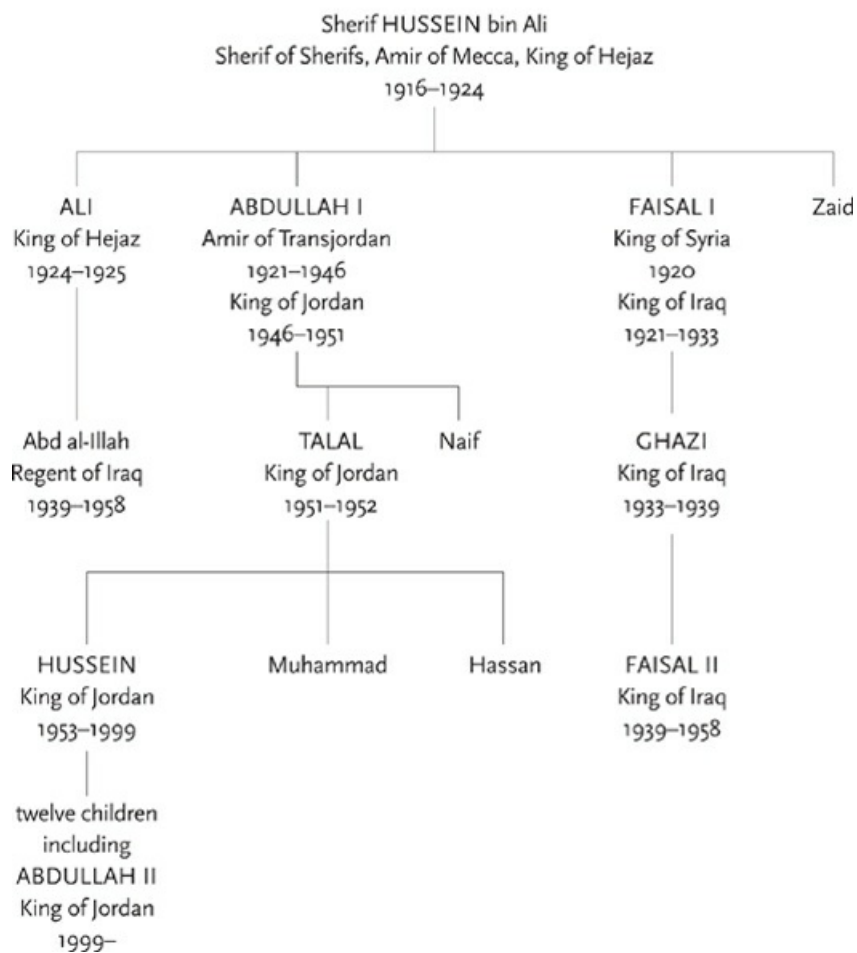 Sherif HUSSEIN bin Ali
Sherif of Sherifs, Amir of Mecca, King of Hejaz
1916–1924
ALI
King of Hejaz
1924–1925
ABDULLAH I
Amir of Transjordan
1921–1946
King of Jordan
1946–1951
FAISAL I
King of Syria
1920
King of Iraq
1921–1933
Zaid
Abd al-Illah
Regent of Iraq
1939–1958
TALAL
King of Jordan
1951–1952
Naif
GHAZI
King of Iraq
1933–1939
HUSSEIN
King of Jordan
1953–1999
Muhammad
Hassan
FAISAL II
King of Iraq
1939–1958
twelve children
including
ABDULLAH II
King of Jordan
1999–